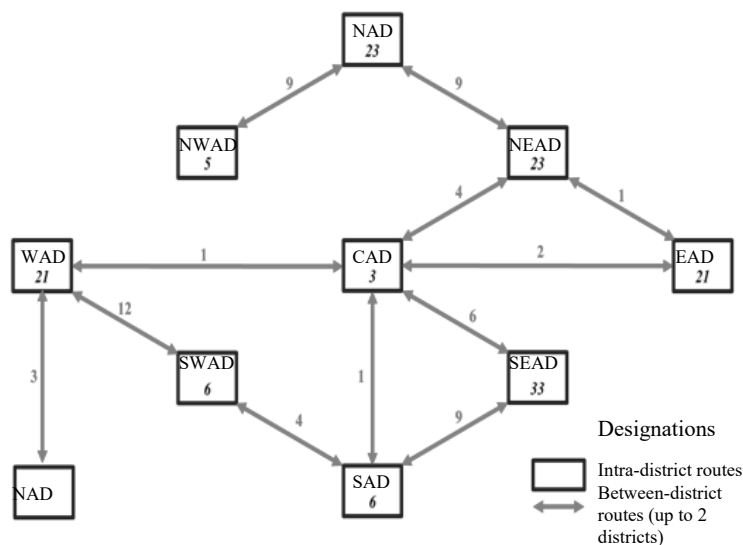 NAD
23
9
9
NWAD
5
NEAD
23
4
1
WAD
21
1
CAD
3
2
EAD
21
12
6
3
SWAD
6
1
SEAD
33
4
9
Designations
NAD
SAD
6
Intra-district routes
Between-district
routes (up to 2
districts)